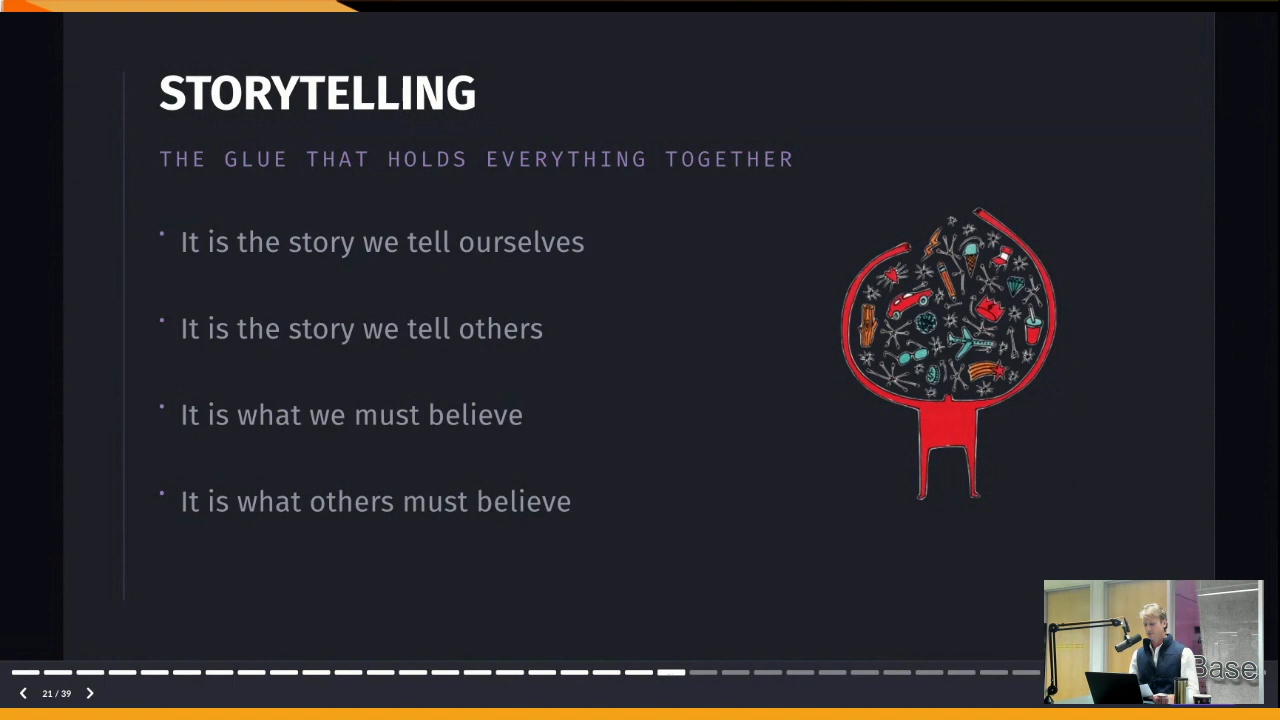 STORYTELLING
THE GLUE THAT HOLDS EVERYTHING TOGETHER
• It is the story we tell ourselves
• It is the story we tell others
• It is what we must believe
• It is what others must believe
Base
21 / 39